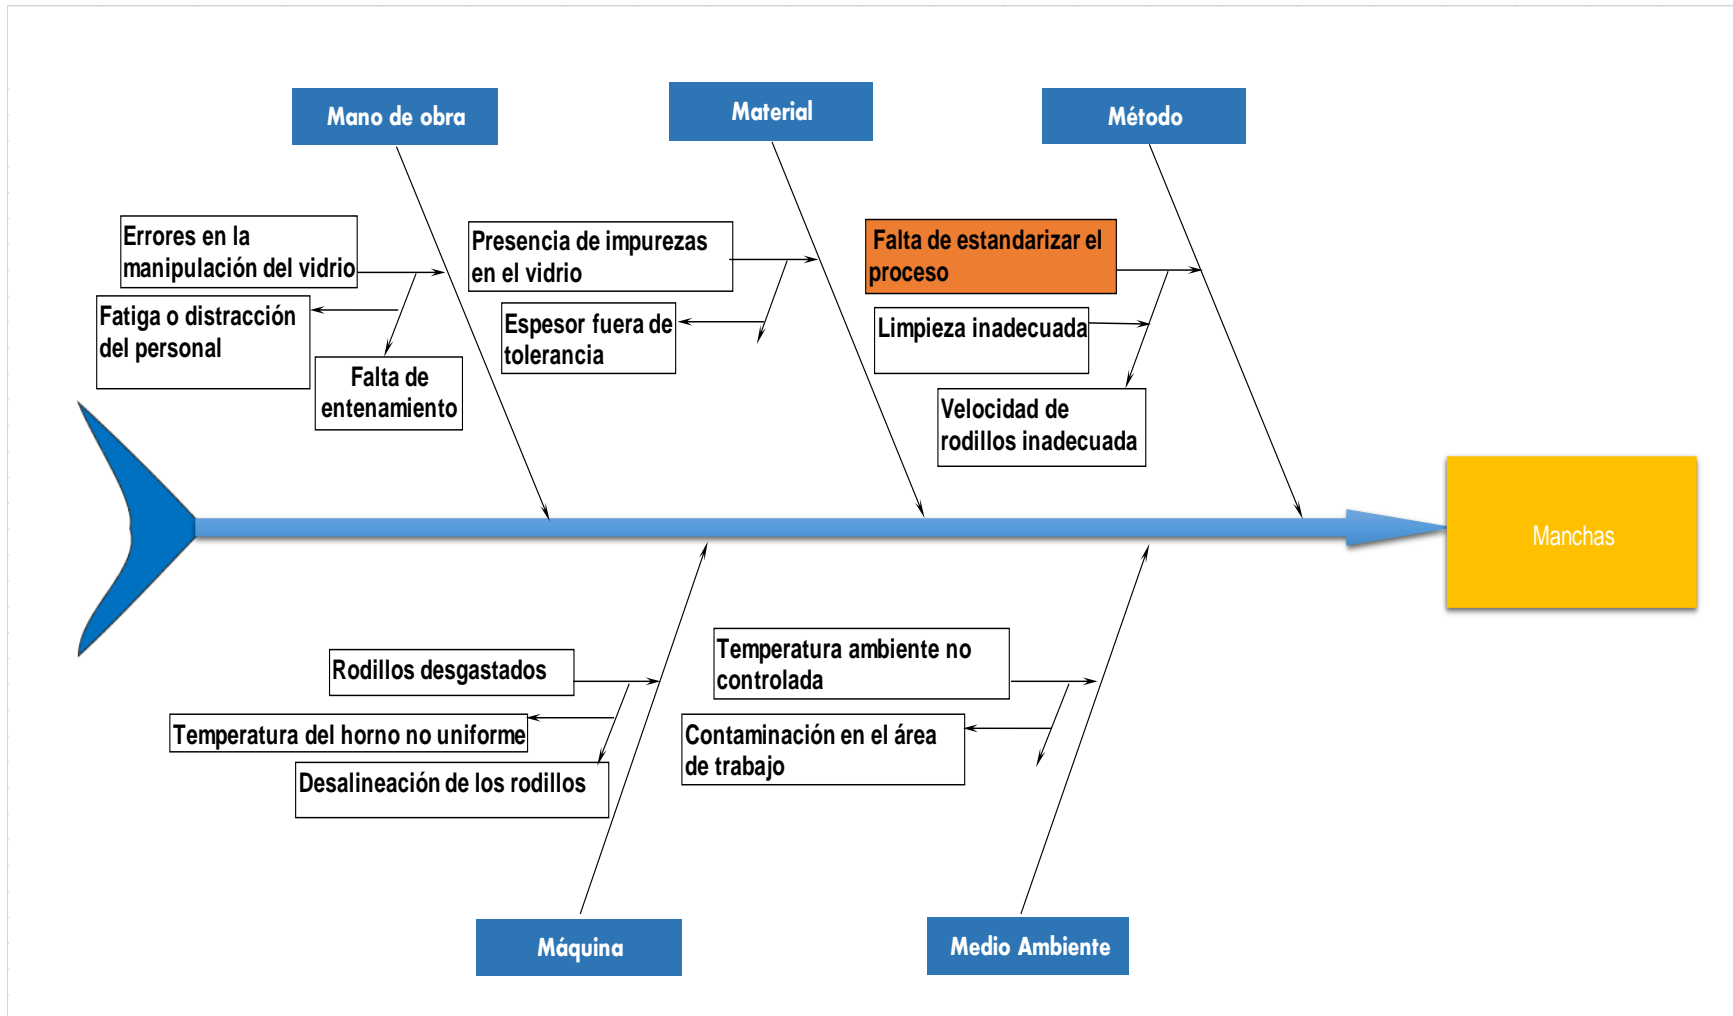 Mano de obra
Material
Método
Errores en la
manipulación del vidrio
Fatiga o distracción
del personal
Falta de
entenamiento
Presencia de impurezas
en el vidrio
Espesor fuera de
tolerancia
Falta de estandarizar el
proceso
Limpieza inadecuada
Velocidad de
rodillos inadecuada
Manchas
Rodillos desgastados
Temperatura del horno no uniforme
Desalineación de los rodillos
Temperatura ambiente no
controlada
Contaminación en el área
de trabajo
Máquina
Medio Ambiente